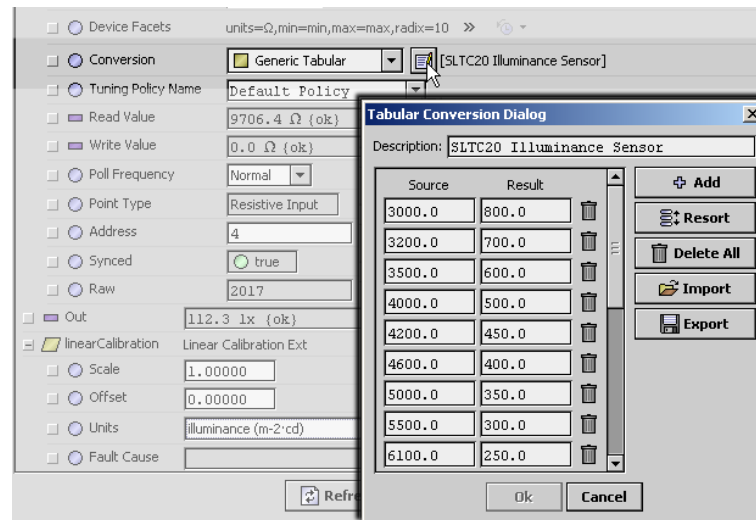 Device Facets units=Ω,min=min,max=max,radix=10 »
Conversion Generic Tabular [SLTC20 Illuminance Sensor]
Tuning Policy Name Default Policy
Read Value 9706.4 Ω {ok}
Write Value 0.0 Ω {ok}
Poll Frequency Normal
Point Type Resistive Input
Address 4
Synced true
Raw 2017
Out 112.3 lx {ok}
linearCalibration Linear Calibration Ext
Scale 1.00000
Offset 0.00000
Units illuminance (m-2·cd)
Fault Cause
Refre
Tabular Conversion Dialog
Description: SLTC20 Illuminance Sensor
Source Result
3000.0 800.0
3200.0 700.0
3500.0 600.0
4000.0 500.0
4200.0 450.0
4600.0 400.0
5000.0 350.0
5500.0 300.0
6100.0 250.0
Add
Resort
Delete All
Import
Export
Ok Cancel